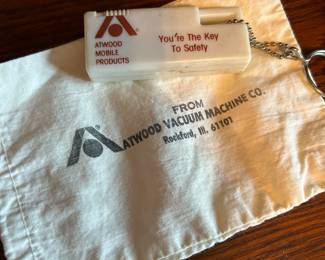 ATWOOD
MOBILE
PRODUCTS
You're The Key
To Safety
FROM
ATWOOD VACUUM MACHINE CO.
Rockford, Ill. 61101